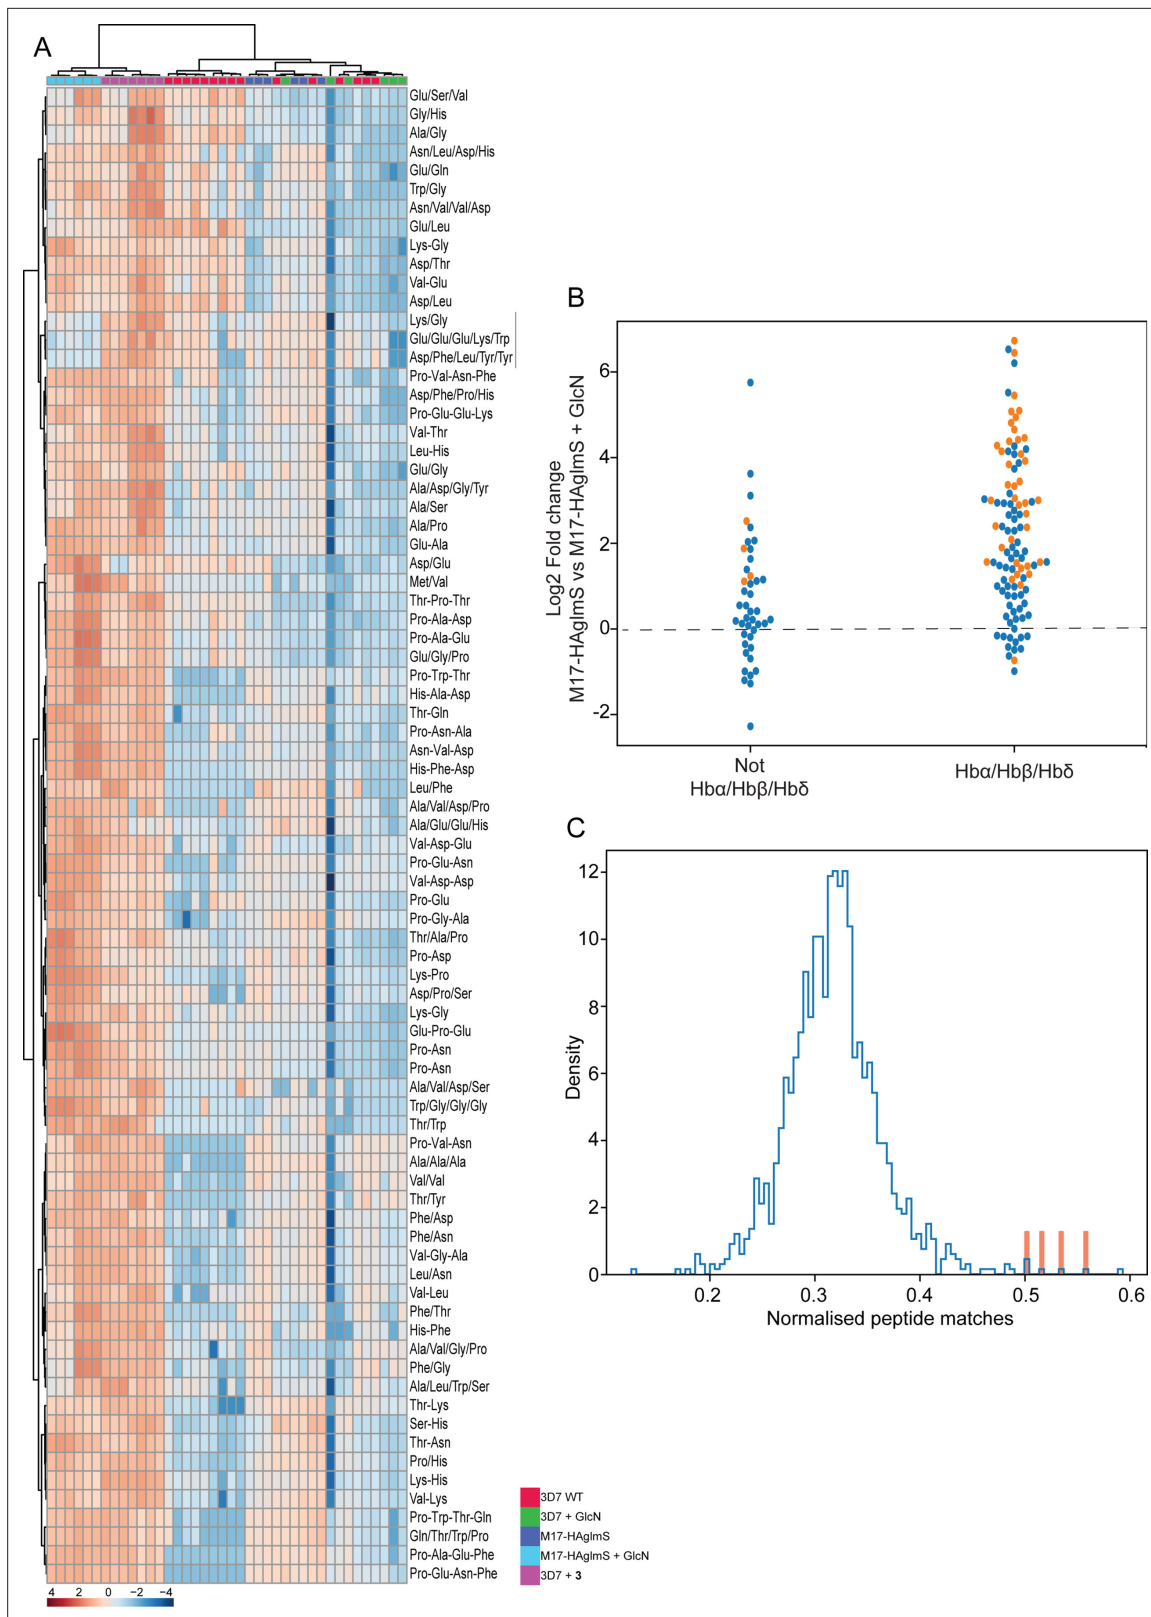 A
Glu/Ser/Val
Gly/His
Ala/Gly
Asn/Leu/Asp/His
Glu/Gln
Trp/Gly
Asn/Val/Val/Asp
Glu/Leu
Lys-Gly
Asp/Thr
Val-Glu
Asp/Leu
Lys/Gly
Glu/Glu/Glu/Lys/Trp
Asp/Phe/Leu/Tyr/Tyr
Pro-Val-Asn-Phe
Asp/Phe/Pro/His
Pro-Glu-Glu-Lys
Val-Thr
Leu-His
Glu/Gly
Ala/Asp/Gly/Tyr
Ala/Ser
Ala/Pro
Glu-Ala
Asp/Glu
Met/Val
Thr-Pro-Thr
Pro-Ala-Asp
Pro-Ala-Glu
Glu/Gly/Pro
Pro-Trp-Thr
His-Ala-Asp
Thr-Gln
Pro-Asn-Ala
Asn-Val-Asp
His-Phe-Asp
Leu/Phe
Ala/Val/Asp/Pro
Ala/Glu/Glu/His
Val-Asp-Glu
Pro-Glu-Asn
Val-Asp-Asp
Pro-Glu
Pro-Gly-Ala
Thr/Ala/Pro
Pro-Asp
Lys-Pro
Asp/Pro/Ser
Lys-Gly
Glu-Pro-Glu
Pro-Asn
Pro-Asn
Ala/Val/Asp/Ser
Trp/Gly/Gly/Gly
Thr/Trp
Pro-Val-Asn
Ala/Ala/Ala
Val/Val
Thr/Tyr
Phe/Asp
Phe/Asn
Val-Gly-Ala
Leu/Asn
Val-Leu
Phe/Thr
His-Phe
Ala/Val/Gly/Pro
Phe/Gly
Ala/Leu/Trp/Ser
Thr-Lys
Ser-His
Thr-Asn
Pro/His
Lys-His
Val-Lys
Pro-Trp-Thr-Gln
Gln/Thr/Trp/Pro
Pro-Ala-Glu-Phe
Pro-Glu-Asn-Phe
4 2 0 −2 −4
3D7 WT
3D7 + GlcN
M17-HAglmS
M17-HAglmS + GlcN
3D7 + 3
B
Log2 Fold change
M17-HAglmS vs M17-HAglmS + GlcN
6
4
2
0
-2
Not
Hbα/Hbβ/Hbδ
Hbα/Hbβ/Hbδ
C
Density
12
10
8
6
4
2
0
0.2 0.3 0.4 0.5 0.6
Normalised peptide matches